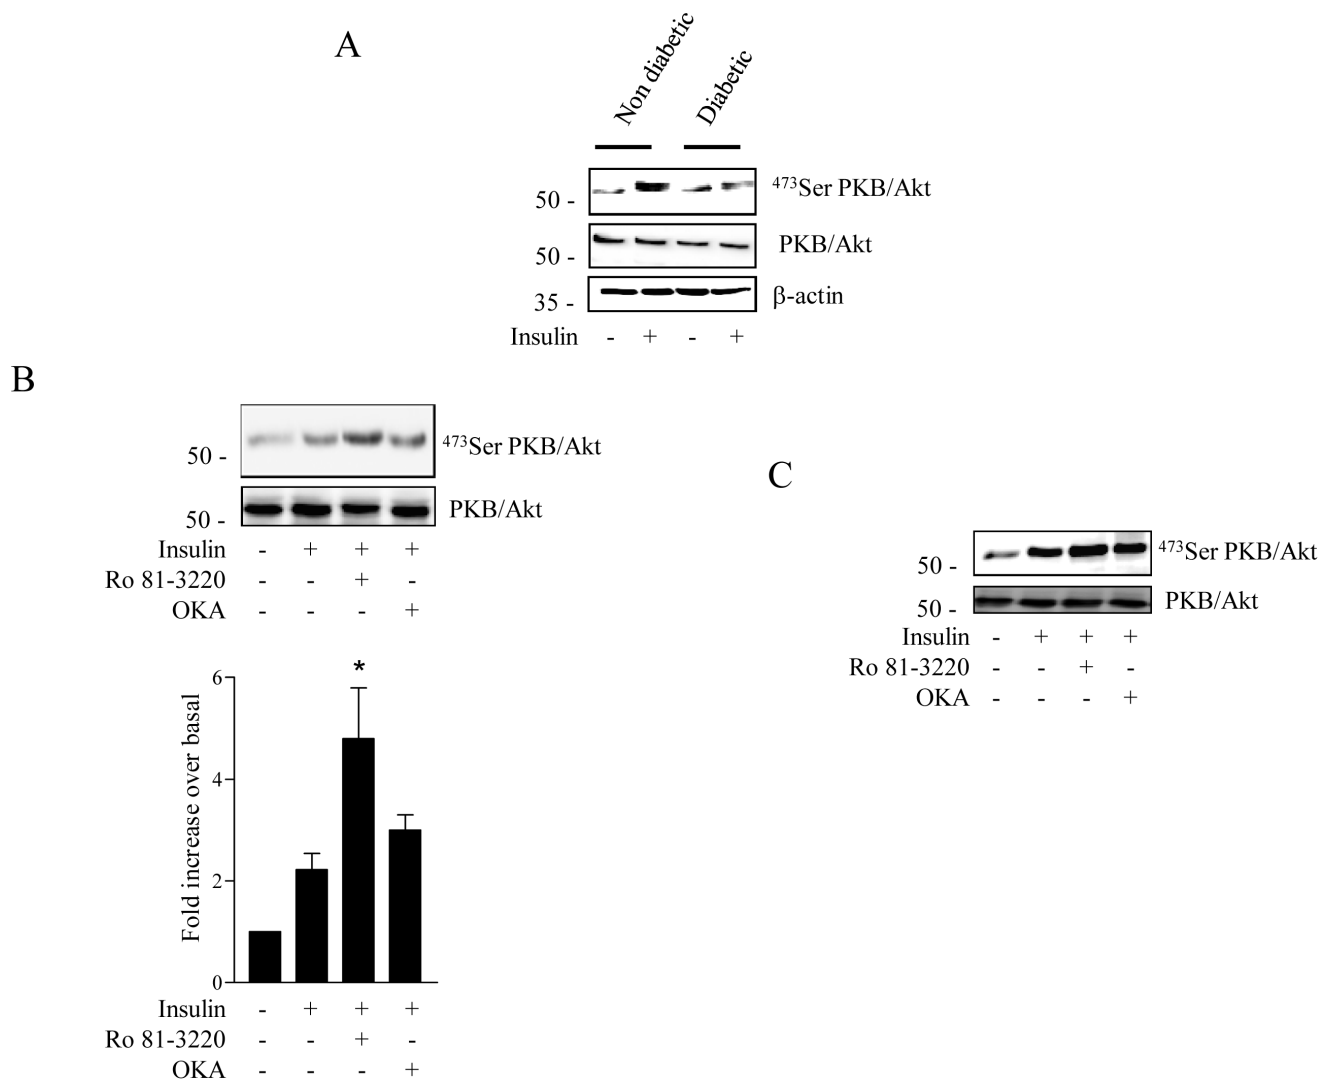 A
Non diabetic
Diabetic
50 -
⁴⁷³Ser PKB/Akt
50 -
PKB/Akt
35 -
β-actin
Insulin - + - +
B
50 -
⁴⁷³Ser PKB/Akt
50 -
PKB/Akt
Insulin - + + +
Ro 81-3220 - - + -
OKA - - - +
Fold increase over basal
6
*
4
2
0
Insulin - + + +
Ro 81-3220 - - + -
OKA - - - +
C
50 -
⁴⁷³Ser PKB/Akt
50 -
PKB/Akt
Insulin - + + +
Ro 81-3220 - - + -
OKA - - - +